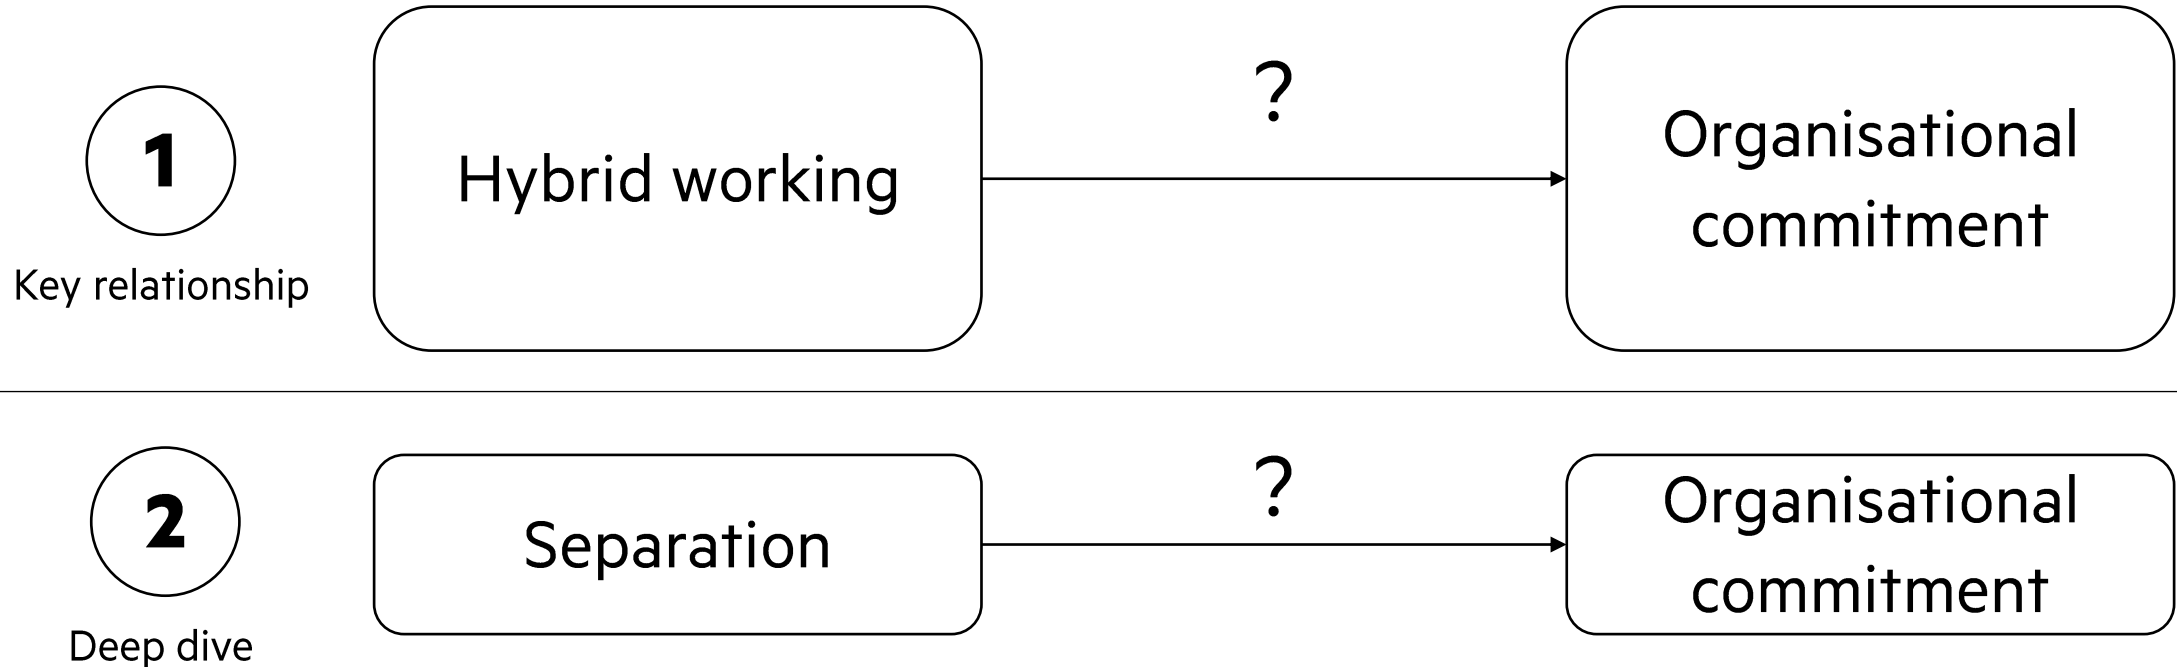 1
Key relationship
Hybrid working
?
Organisational
commitment
2
Deep dive
Separation
?
Organisational
commitment